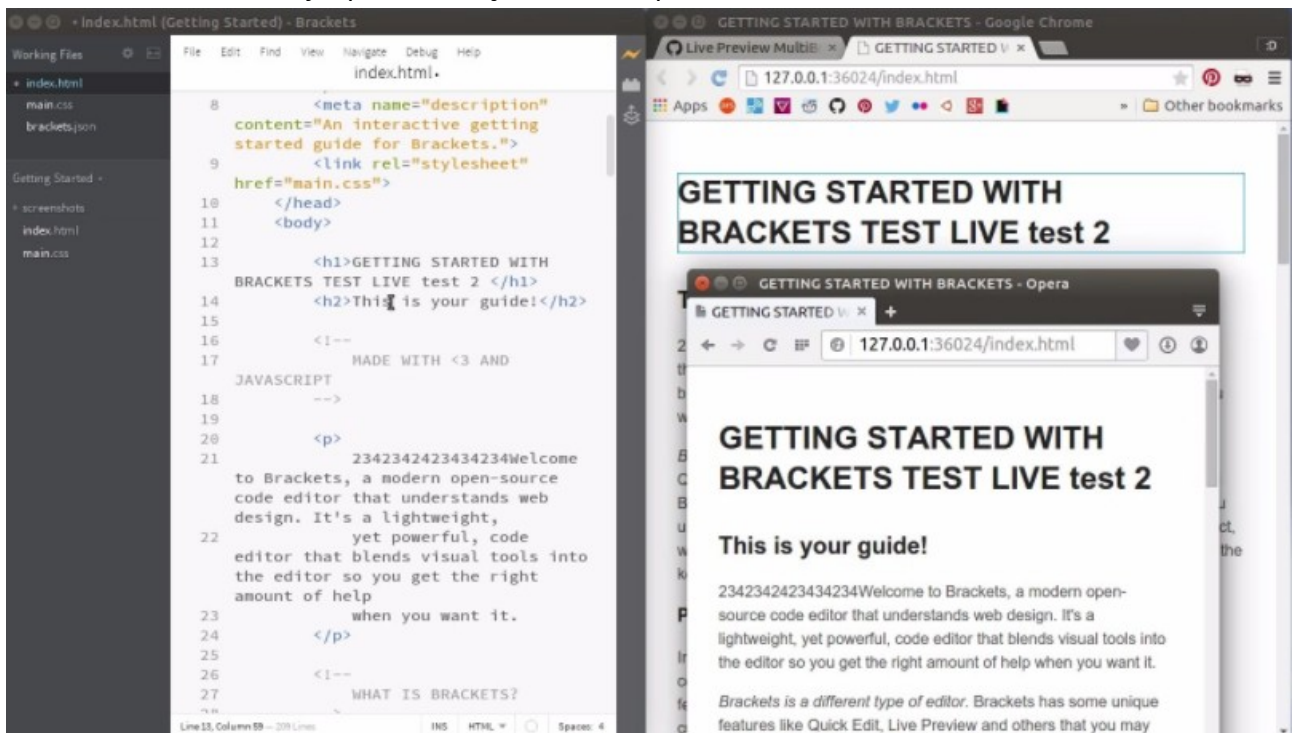 •index.html (Getting Started) - Brackets
Working Files
• index.html
main.css
brackets.json
Getting Started
screenshots
index.html
main.css
File Edit Find View Navigate Debug Help
index.html•
8 <meta name="description"
content="An interactive getting
started guide for Brackets.">
9 <link rel="stylesheet"
href="main.css">
10 </head>
11 <body>
12
13 <h1>GETTING STARTED WITH
BRACKETS TEST LIVE test 2 </h1>
14 <h2>This is your guide!</h2>
15
16 <!--
17 MADE WITH <3 AND
JAVASCRIPT
18 -->
19
20 <p>
21 2342342423434234Welcome
to Brackets, a modern open-source
code editor that understands web
design. It's a lightweight,
22 yet powerful, code
editor that blends visual tools into
the editor so you get the right
amount of help
23 when you want it.
24 </p>
25
26 <!--
27 WHAT IS BRACKETS?
Line 13, Column 59 — 209 Lines INS HTML Spaces: 4
GETTING STARTED WITH BRACKETS - Google Chrome
Live Preview MultiB × GETTING STARTED W × :D
127.0.0.1:36024/index.html
Apps » Other bookmarks
GETTING STARTED WITH
BRACKETS TEST LIVE test 2
GETTING STARTED WITH BRACKETS - Opera
GETTING STARTED W × +
127.0.0.1:36024/index.html
GETTING STARTED WITH
BRACKETS TEST LIVE test 2
This is your guide!
2342342423434234Welcome to Brackets, a modern open-
source code editor that understands web design. It's a
lightweight, yet powerful, code editor that blends visual tools into
the editor so you get the right amount of help when you want it.
Brackets is a different type of editor. Brackets has some unique
features like Quick Edit, Live Preview and others that you may